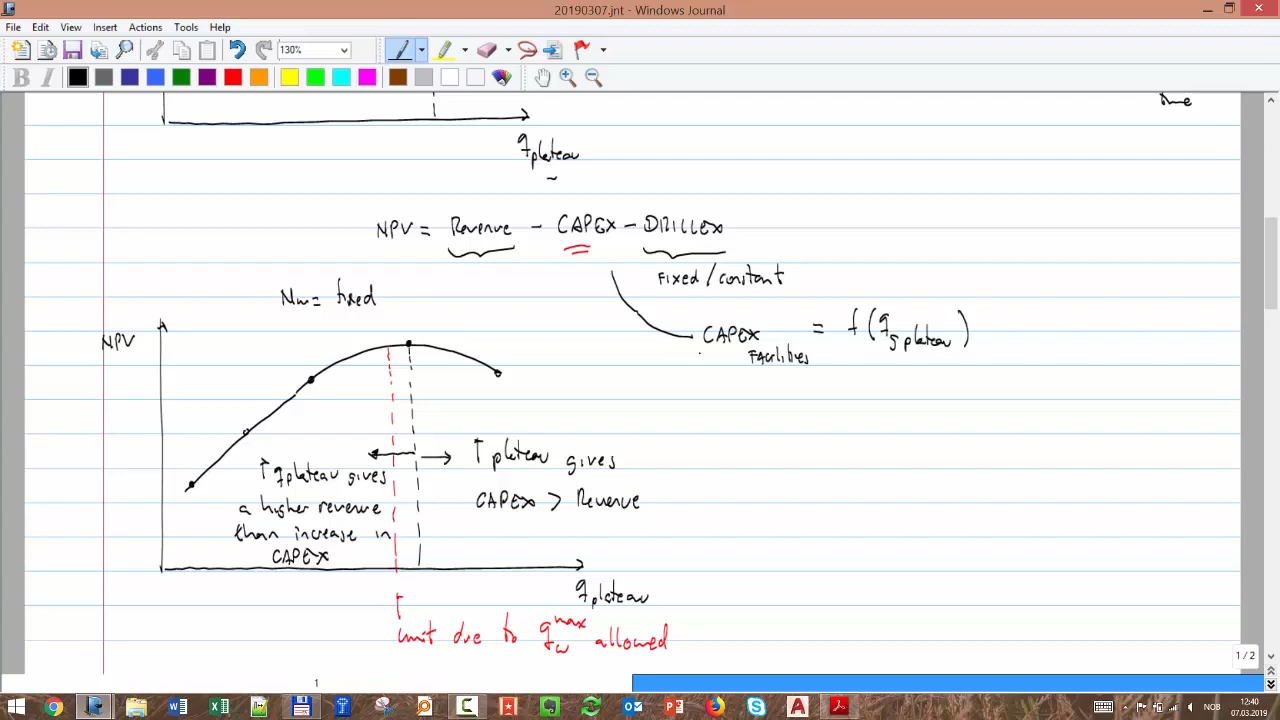 20190307.jnt - Windows Journal
File Edit View Insert Actions Tools Help
130%
B I
time
q plateau
NPV = Revenue - CAPEX - DRILLEX
Fixed / constant
Nw = fixed
CAPEX Facilities = f (q g plateau)
NPV
↑ plateau gives
CAPEX > Revenue
↑ q plateau gives
a higher revenue
than increase in
CAPEX
q plateau
limit due to q w max allowed
1 / 2
1
NOB
12:40
07.03.2019